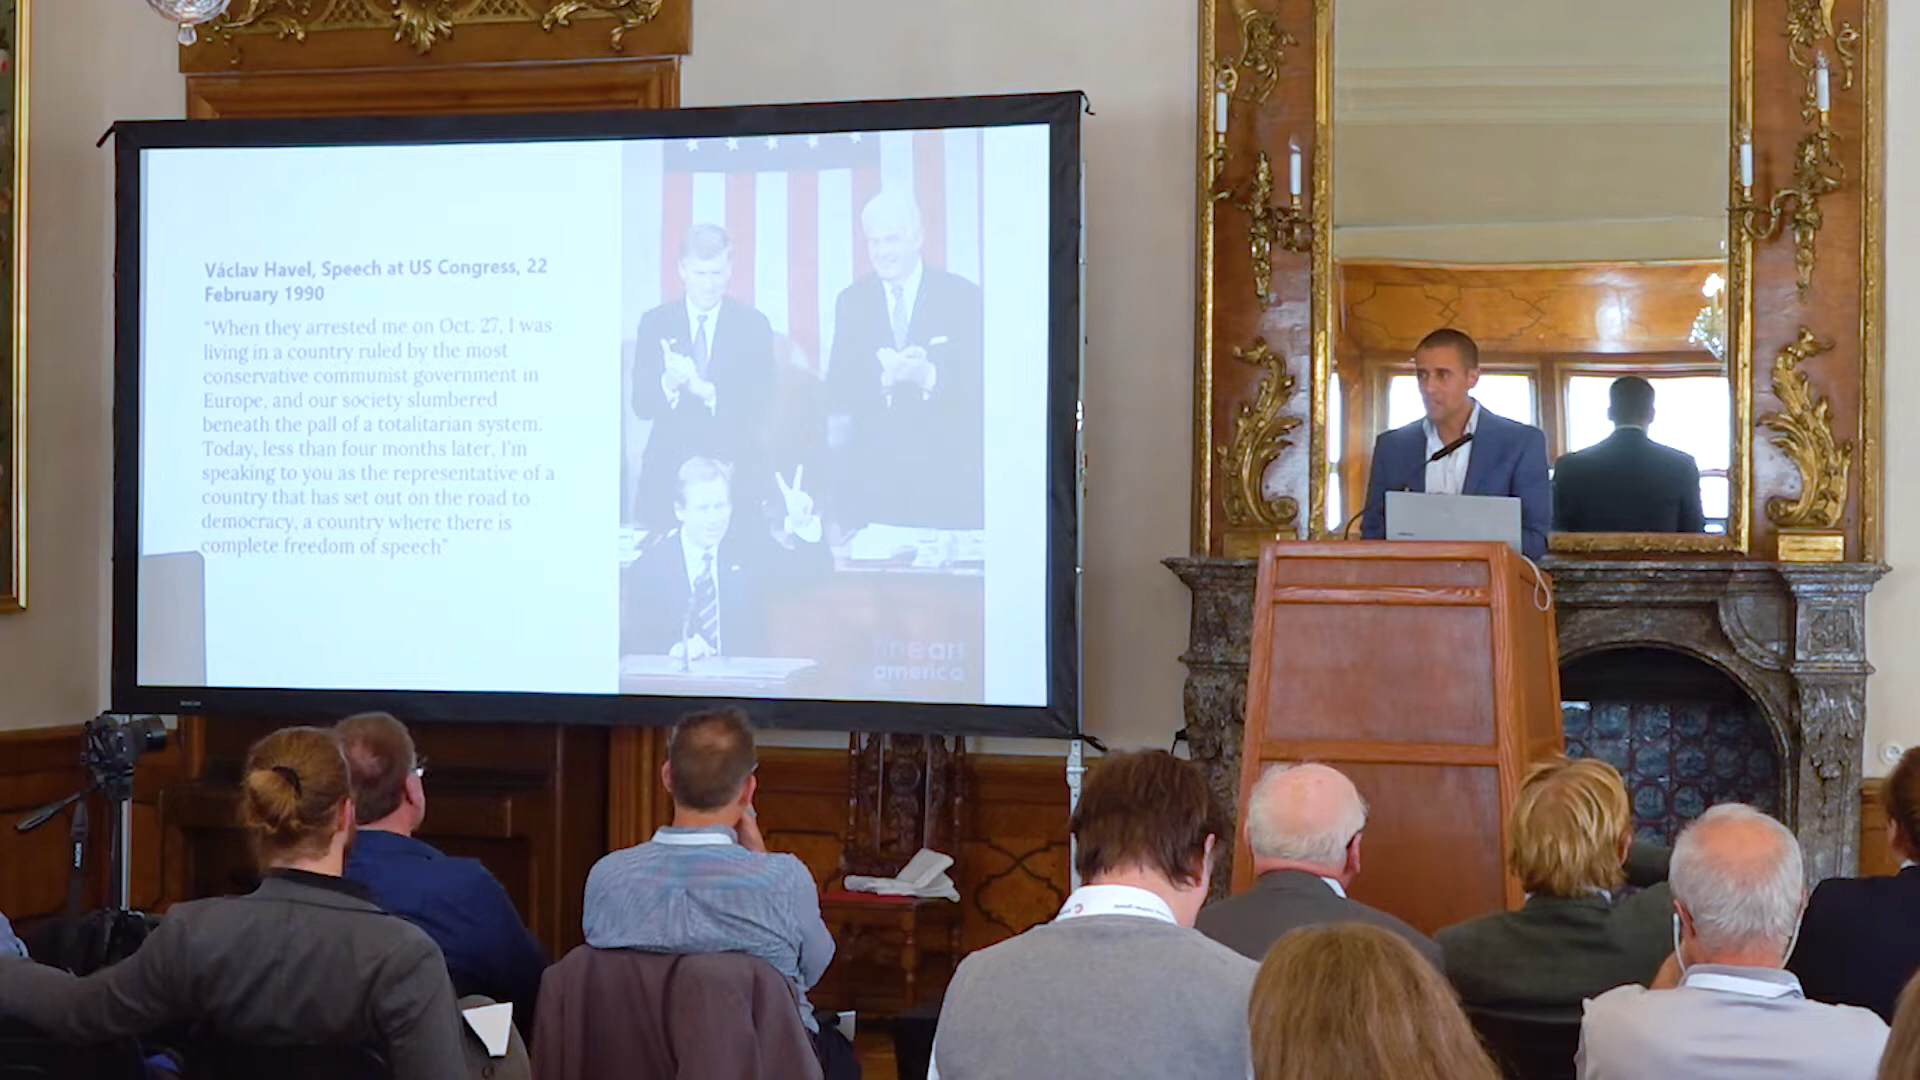 Václav Havel, Speech at US Congress, 22
February 1990
“When they arrested me on Oct. 27, I was
living in a country ruled by the most
conservative communist government in
Europe, and our society slumbered
beneath the pall of a totalitarian system.
Today, less than four months later, I'm
speaking to you as the representative of a
country that has set out on the road to
democracy, a country where there is
complete freedom of speech”
fine art
america
SONY